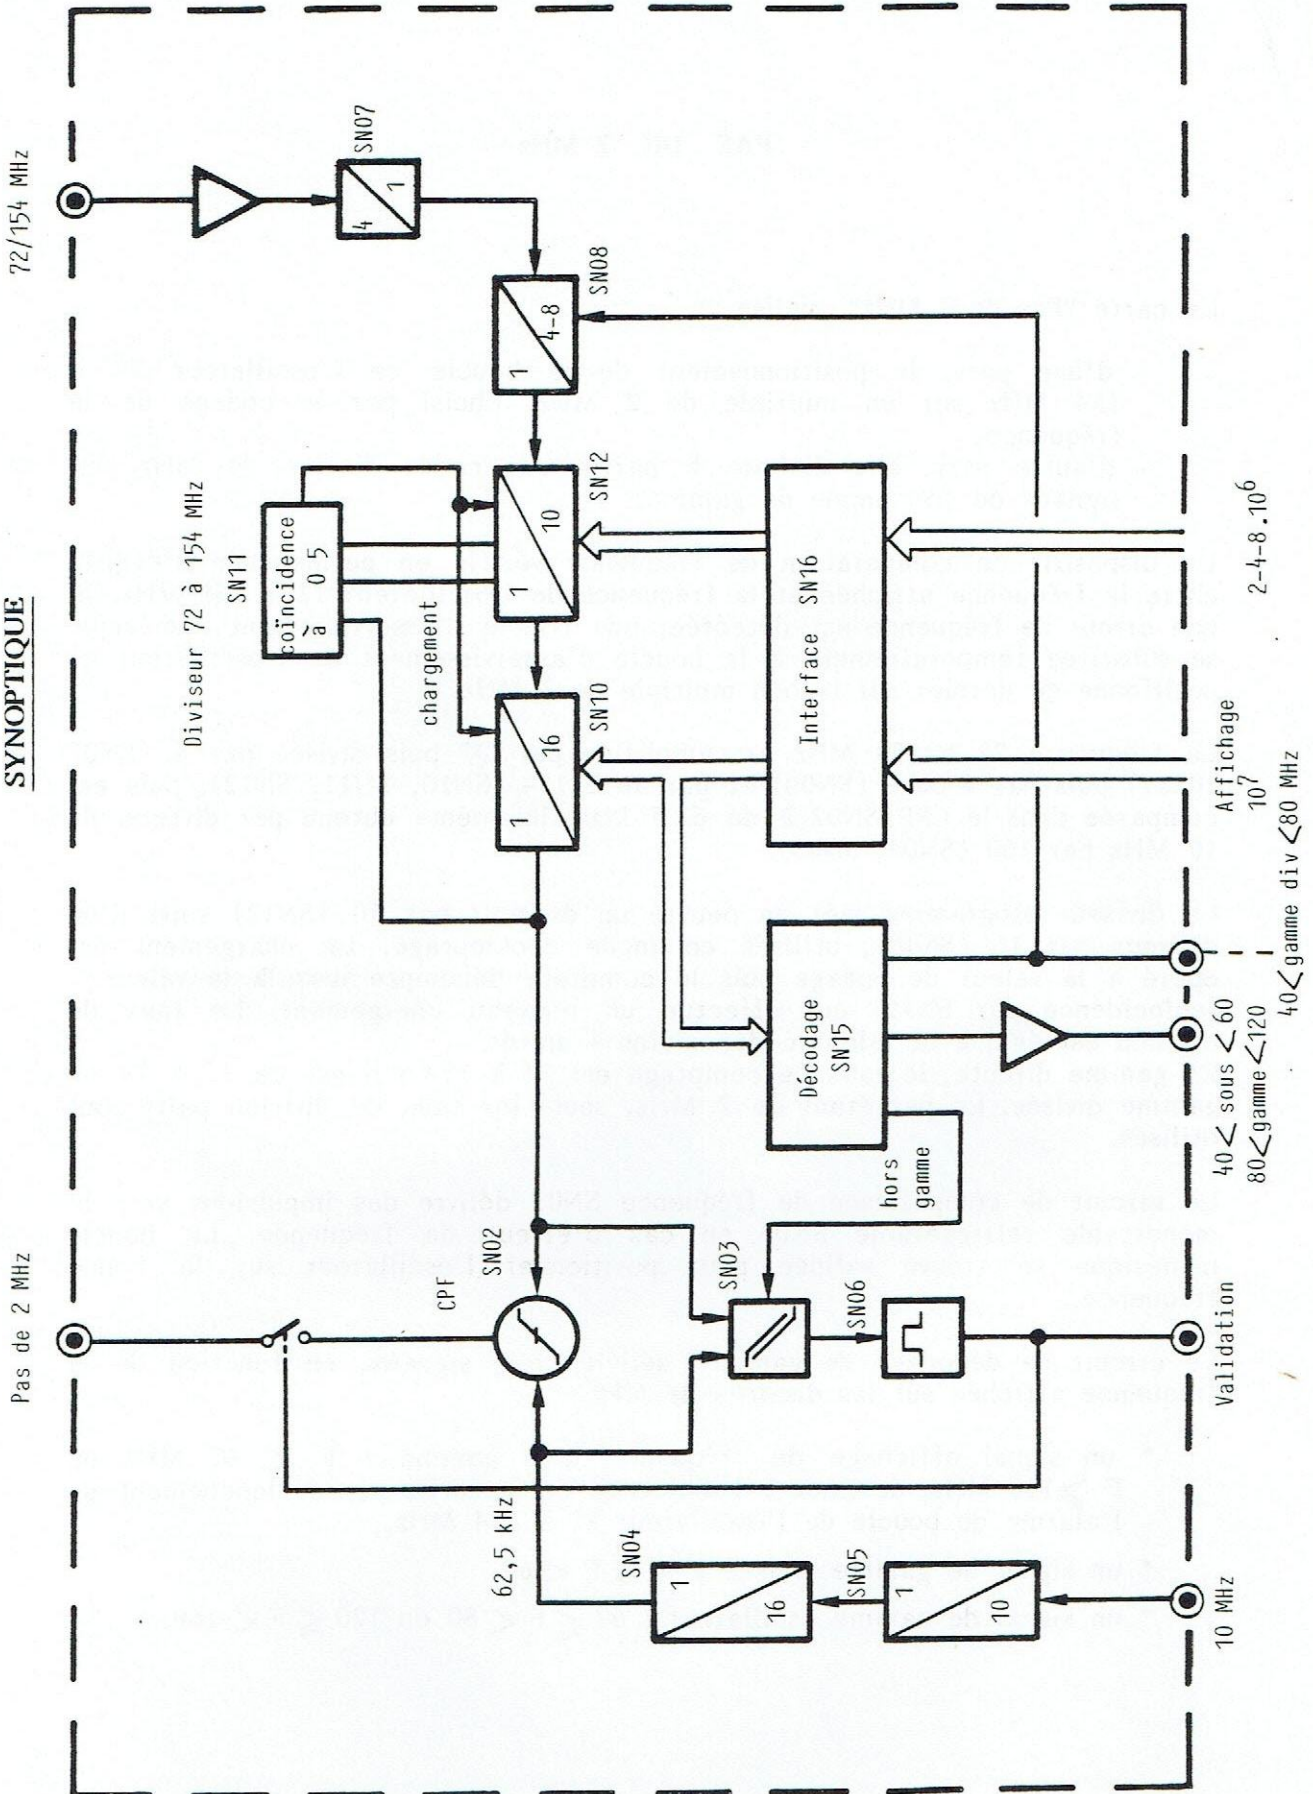 SYNOPTIQUE
72/154 MHz
Pas de 2 MHz
SN07
4
1
SN08
1
4-8
Diviseur 72 à 154 MHz
SN11
coïncidence
à 0 5
chargement
SN12
1
10
SN10
1
16
Interface SN16
CPF
SN02
SN03
SN06
hors
gamme
Décodage
SN15
62,5 kHz
SN04
1
16
SN05
1
10
10 MHz
Validation
40< sous <60
80<gamme<120
40<gamme div<80 MHz
Affichage
10⁷
2-4-8.10⁶